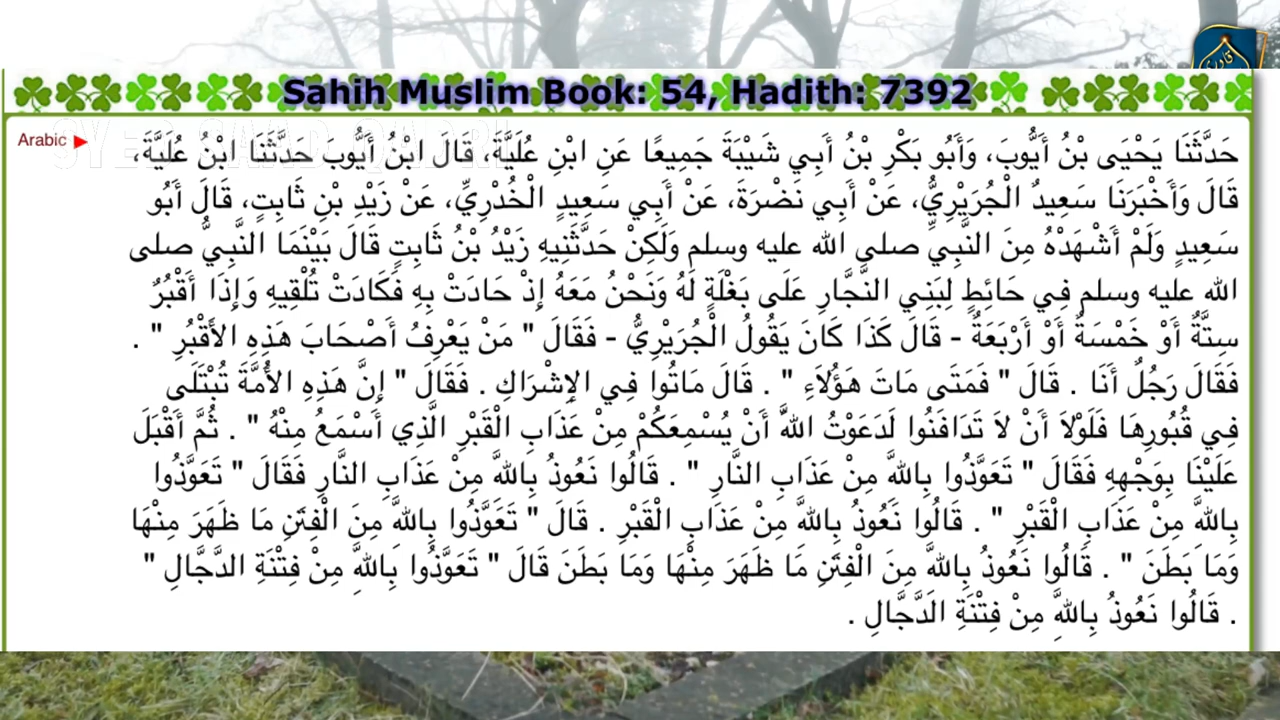 Sahih Muslim Book: 54, Hadith: 7392
Arabic ▶
SYED SAAD QADRI
حَدَّثَنَا يَحْيَى بْنُ أَيُّوبَ، وَأَبُو بَكْرِ بْنُ أَبِي شَيْبَةَ جَمِيعًا عَنِ ابْنِ عُلَيَّةَ، قَالَ ابْنُ أَيُّوبَ حَدَّثَنَا ابْنُ عُلَيَّةَ،
قَالَ وَأَخْبَرَنَا سَعِيدٌ الْجُرَيْرِيُّ، عَنْ أَبِي نَضْرَةَ، عَنْ أَبِي سَعِيدٍ الْخُدْرِيِّ، عَنْ زَيْدِ بْنِ ثَابِتٍ، قَالَ أَبُو
سَعِيدٍ وَلَمْ أَشْهَدْهُ مِنَ النَّبِيِّ صلى الله عليه وسلم وَلَكِنْ حَدَّثَنِيهِ زَيْدُ بْنُ ثَابِتٍ قَالَ بَيْنَمَا النَّبِيُّ صلى
الله عليه وسلم فِي حَائِطٍ لِبَنِي النَّجَّارِ عَلَى بَغْلَةٍ لَهُ وَنَحْنُ مَعَهُ إِذْ حَادَتْ بِهِ فَكَادَتْ تُلْقِيهِ وَإِذَا أَقْبُرٌ
سِتَّةٌ أَوْ خَمْسَةٌ أَوْ أَرْبَعَةٌ - قَالَ كَذَا كَانَ يَقُولُ الْجُرَيْرِيُّ - فَقَالَ " مَنْ يَعْرِفُ أَصْحَابَ هَذِهِ الأَقْبُرِ " .
فَقَالَ رَجُلٌ أَنَا . قَالَ " فَمَتَى مَاتَ هَؤُلاَءِ " . قَالَ مَاتُوا فِي الإِشْرَاكِ . فَقَالَ " إِنَّ هَذِهِ الأُمَّةَ تُبْتَلَى
فِي قُبُورِهَا فَلَوْلاَ أَنْ لاَ تَدَافَنُوا لَدَعَوْتُ اللَّهَ أَنْ يُسْمِعَكُمْ مِنْ عَذَابِ الْقَبْرِ الَّذِي أَسْمَعُ مِنْهُ " . ثُمَّ أَقْبَلَ
عَلَيْنَا بِوَجْهِهِ فَقَالَ " تَعَوَّذُوا بِاللَّهِ مِنْ عَذَابِ النَّارِ " . قَالُوا نَعُوذُ بِاللَّهِ مِنْ عَذَابِ النَّارِ فَقَالَ " تَعَوَّذُوا
بِاللَّهِ مِنْ عَذَابِ الْقَبْرِ " . قَالُوا نَعُوذُ بِاللَّهِ مِنْ عَذَابِ الْقَبْرِ . قَالَ " تَعَوَّذُوا بِاللَّهِ مِنَ الْفِتَنِ مَا ظَهَرَ مِنْهَا
وَمَا بَطَنَ " . قَالُوا نَعُوذُ بِاللَّهِ مِنَ الْفِتَنِ مَا ظَهَرَ مِنْهَا وَمَا بَطَنَ قَالَ " تَعَوَّذُوا بِاللَّهِ مِنْ فِتْنَةِ الدَّجَّالِ "
. قَالُوا نَعُوذُ بِاللَّهِ مِنْ فِتْنَةِ الدَّجَّالِ .